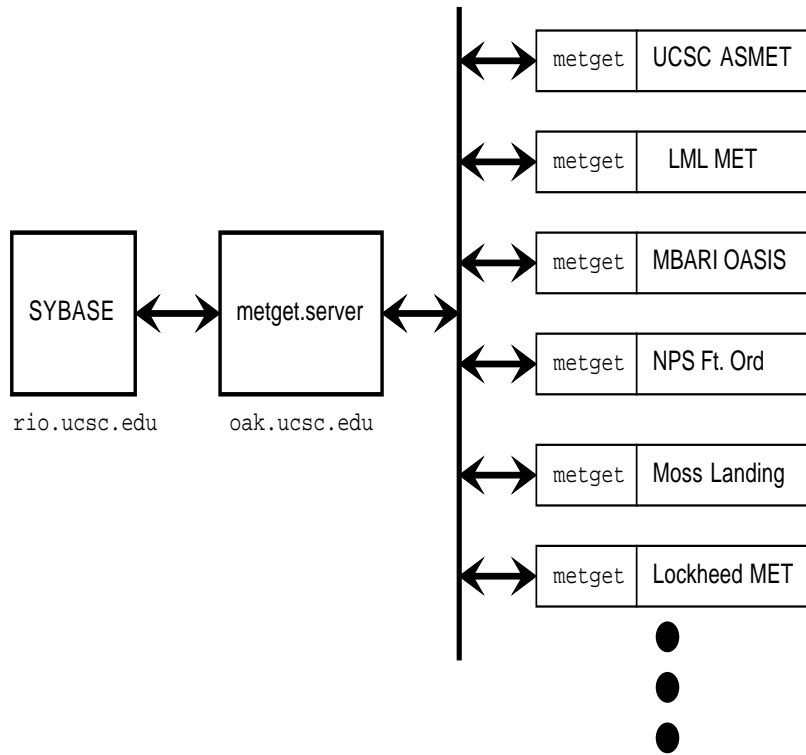 metget UCSC ASMET
metget LML MET
metget MBARI OASIS
SYBASE
metget.server
metget NPS Ft. Ord
rio.ucsc.edu
oak.ucsc.edu
metget Moss Landing
metget Lockheed MET